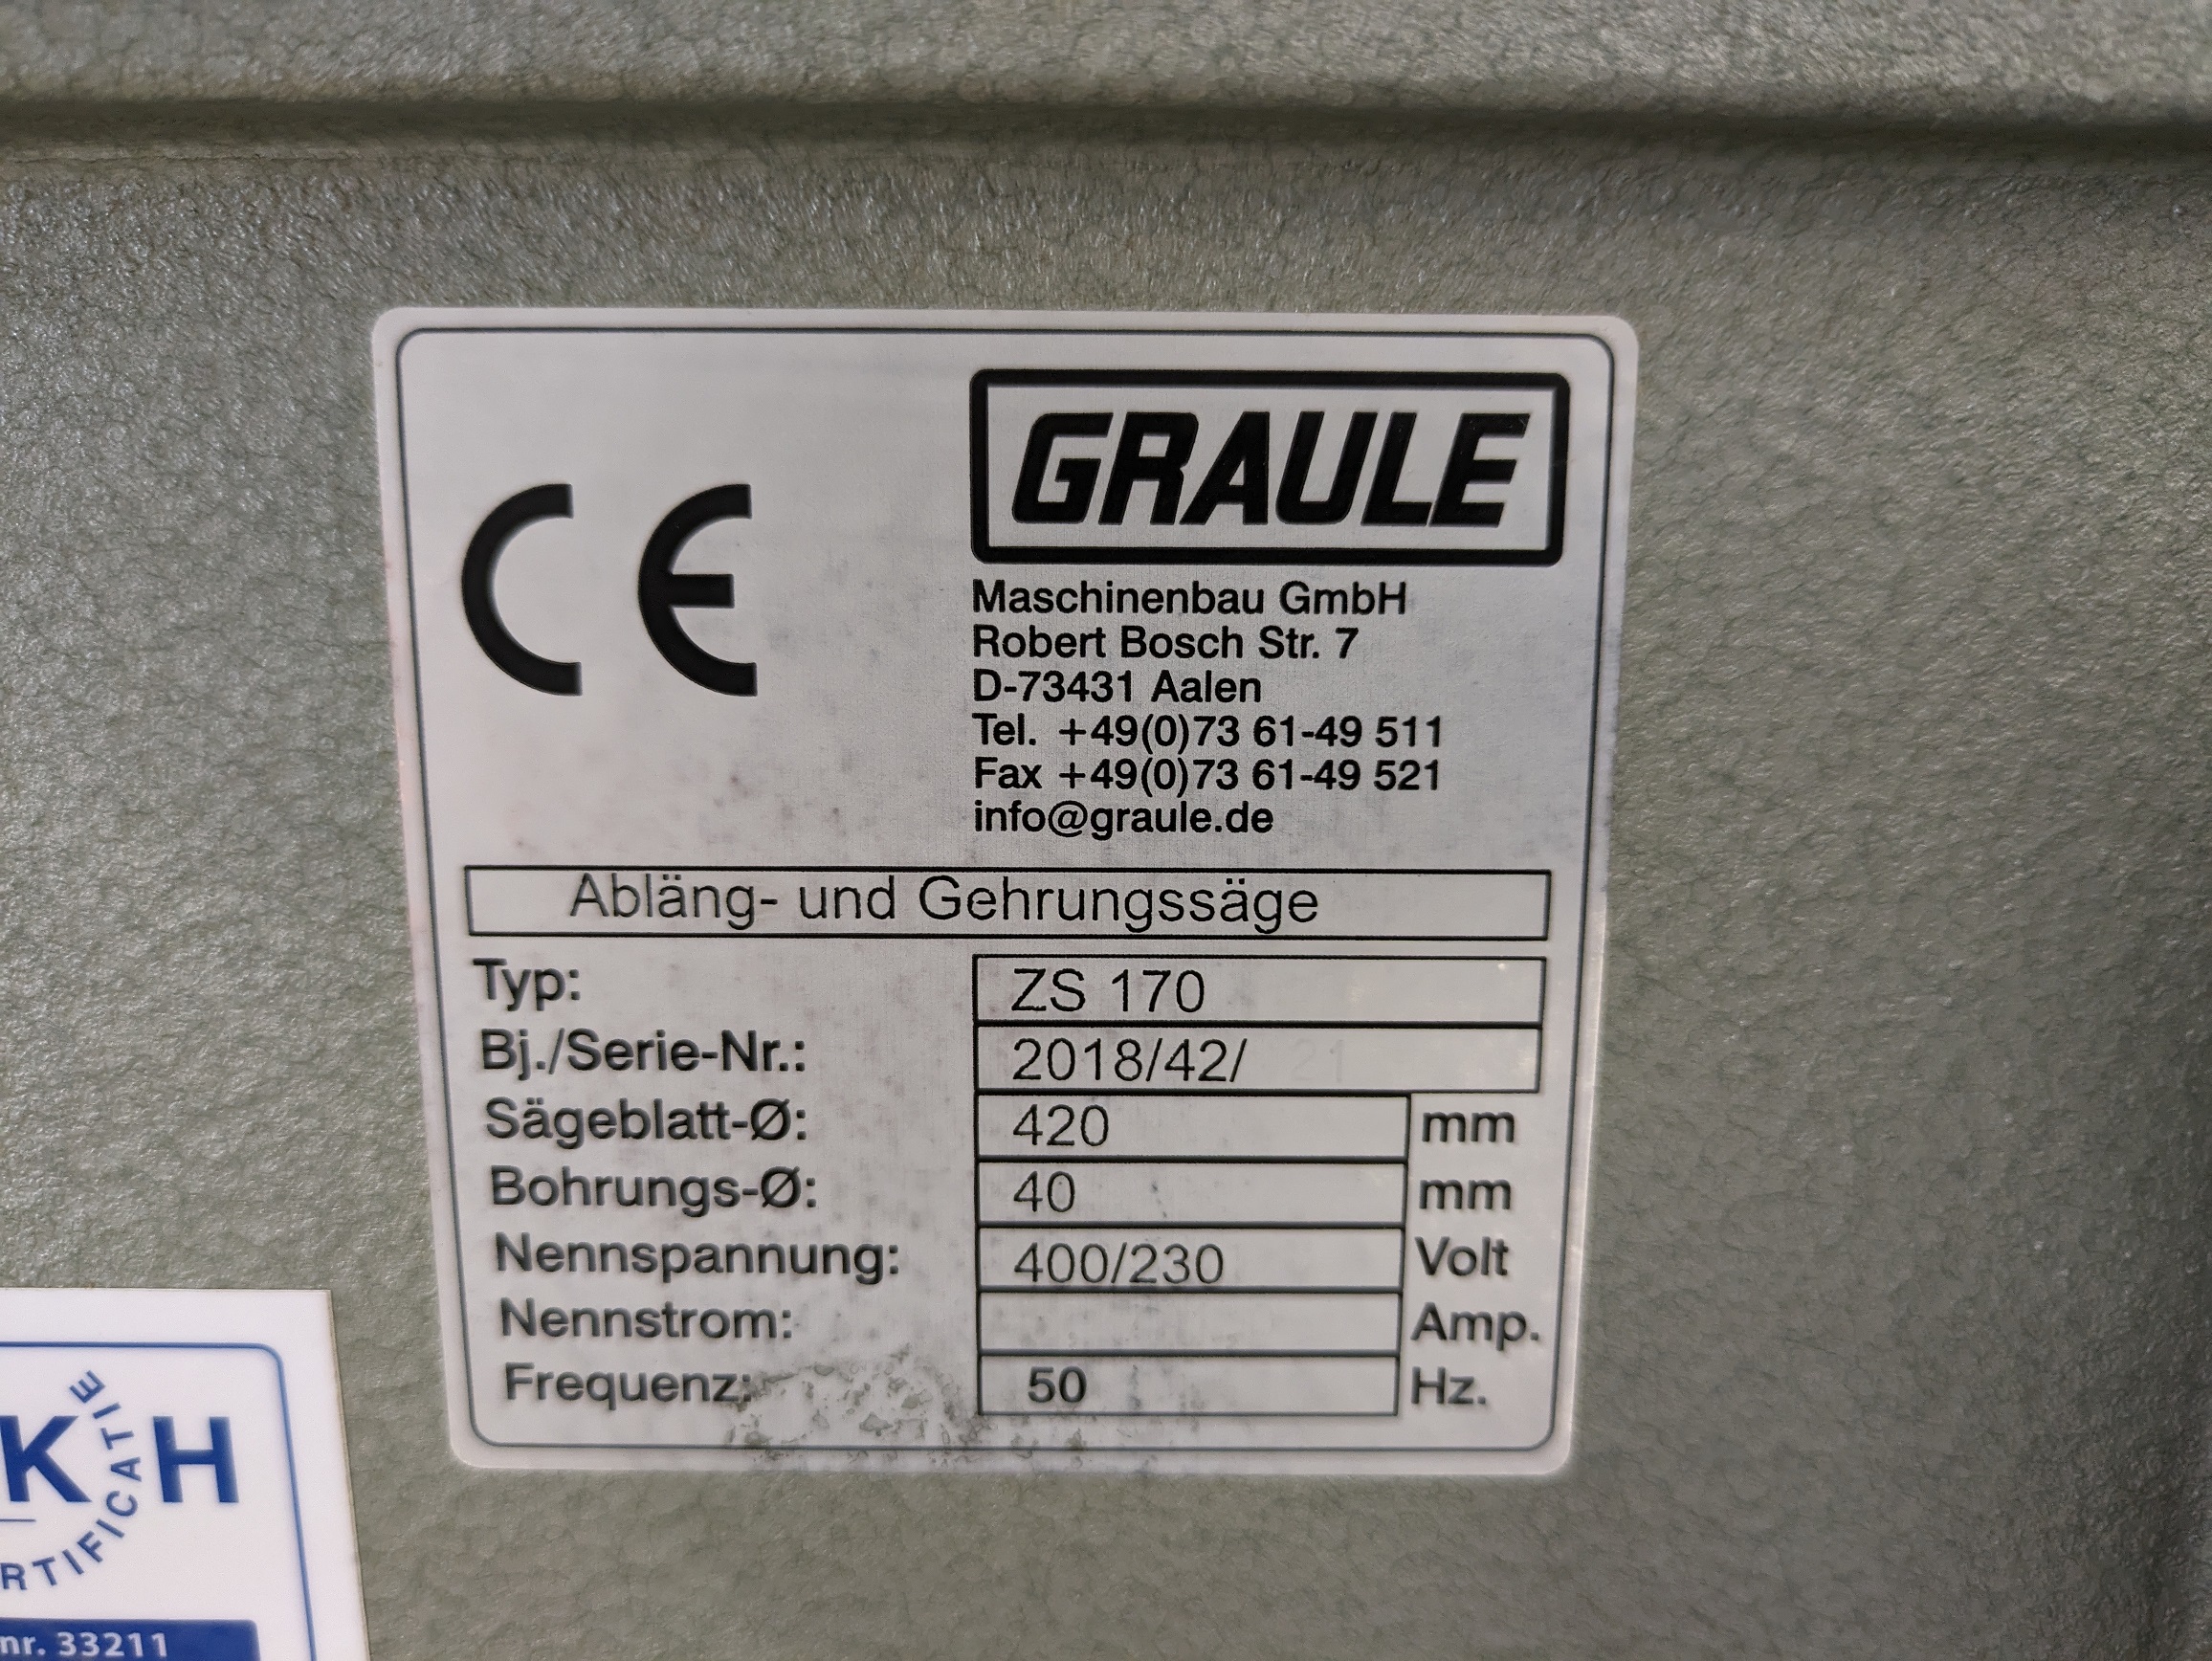 GRAULE
CE
Maschinenbau GmbH
Robert Bosch Str. 7
D-73431 Aalen
Tel. +49(0)73 61-49 511
Fax +49(0)73 61-49 521
info@graule.de
Abläng- und Gehrungssäge
Typ: ZS 170
Bj./Serie-Nr.: 2018/42/ 21
Sägeblatt-Ø: 420 mm
Bohrungs-Ø: 40 mm
Nennspannung: 400/230 Volt
Nennstrom: Amp.
Frequenz: 50 Hz.
KH
nr. 33211